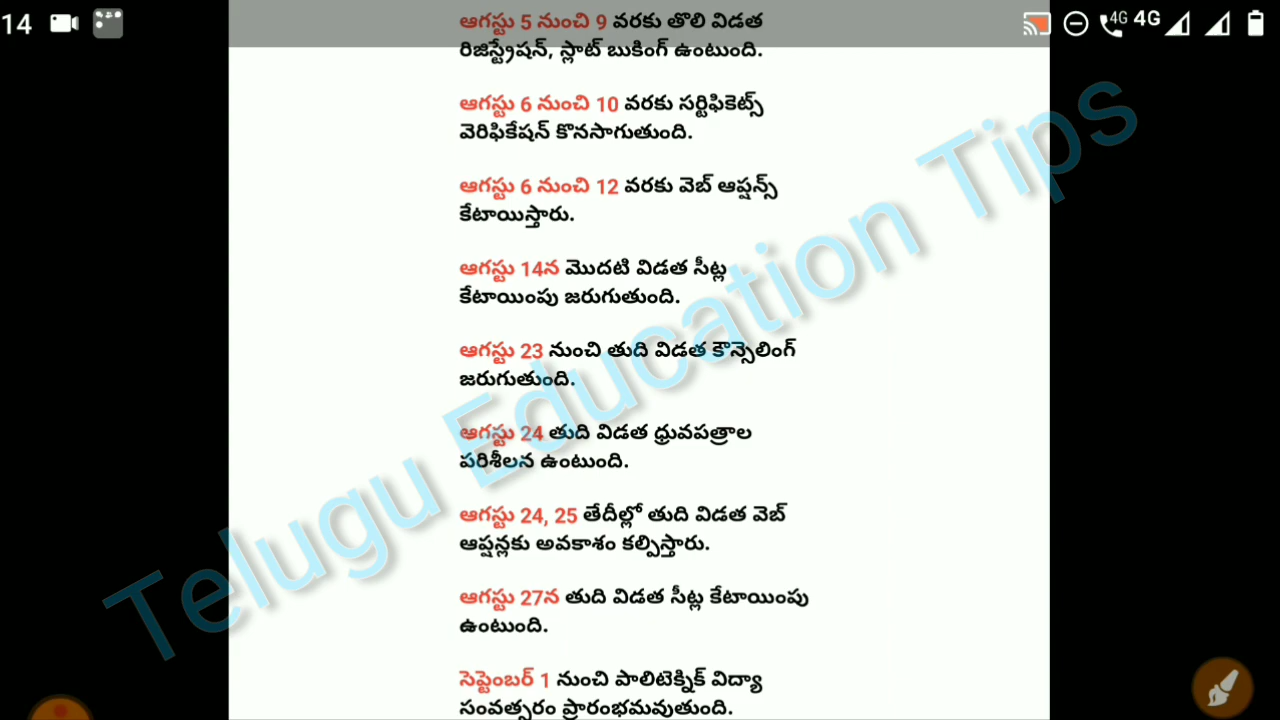 14
4G 4G
ఆగస్టు 5 నుంచి 9 వరకు తొలి విడత
రిజిస్ట్రేషన్, స్లాట్ బుకింగ్ ఉంటుంది.
ఆగస్టు 6 నుంచి 10 వరకు సర్టిఫికెట్స్
వెరిఫికేషన్ కొనసాగుతుంది.
ఆగస్టు 6 నుంచి 12 వరకు వెబ్ ఆప్షన్స్
కేటాయిస్తారు.
ఆగస్టు 14న మొదటి విడత సీట్ల
కేటాయింపు జరుగుతుంది.
ఆగస్టు 23 నుంచి తుది విడత కౌన్సెలింగ్
జరుగుతుంది.
ఆగస్టు 24 తుది విడత ధ్రువపత్రాల
పరిశీలన ఉంటుంది.
ఆగస్టు 24, 25 తేదీల్లో తుది విడత వెబ్
ఆప్షన్లకు అవకాశం కల్పిస్తారు.
ఆగస్టు 27న తుది విడత సీట్ల కేటాయింపు
ఉంటుంది.
సెప్టెంబర్ 1 నుంచి పాలిటెక్నిక్ విద్యా
సంవత్సరం ప్రారంభమవుతుంది.
Telugu Education Tips